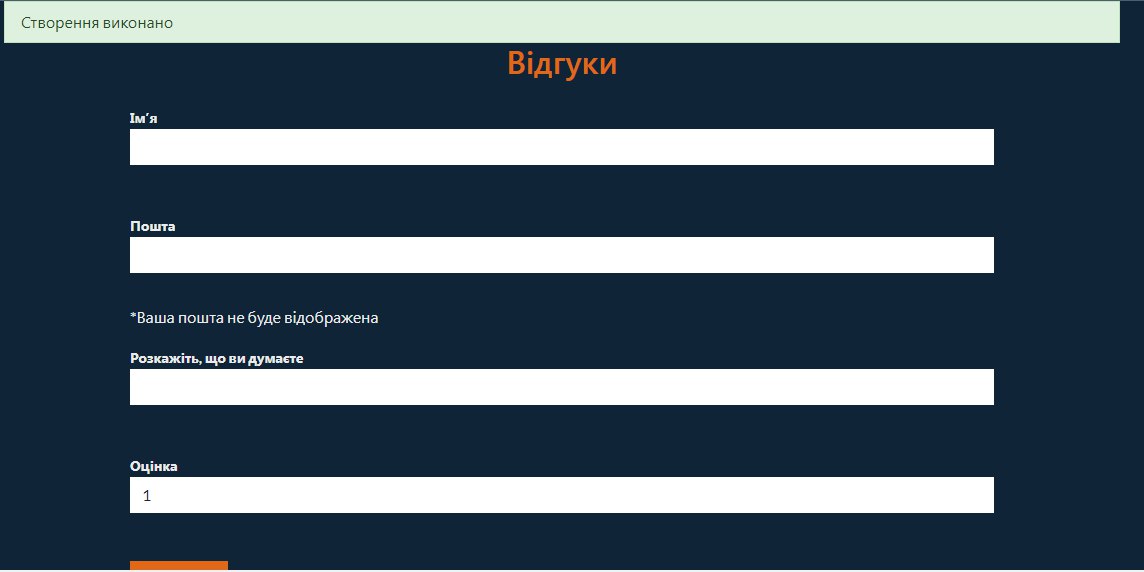 Створення виконано
Відгуки
Ім’я
Пошта
*Ваша пошта не буде відображена
Розкажіть, що ви думаєте
Оцінка
1